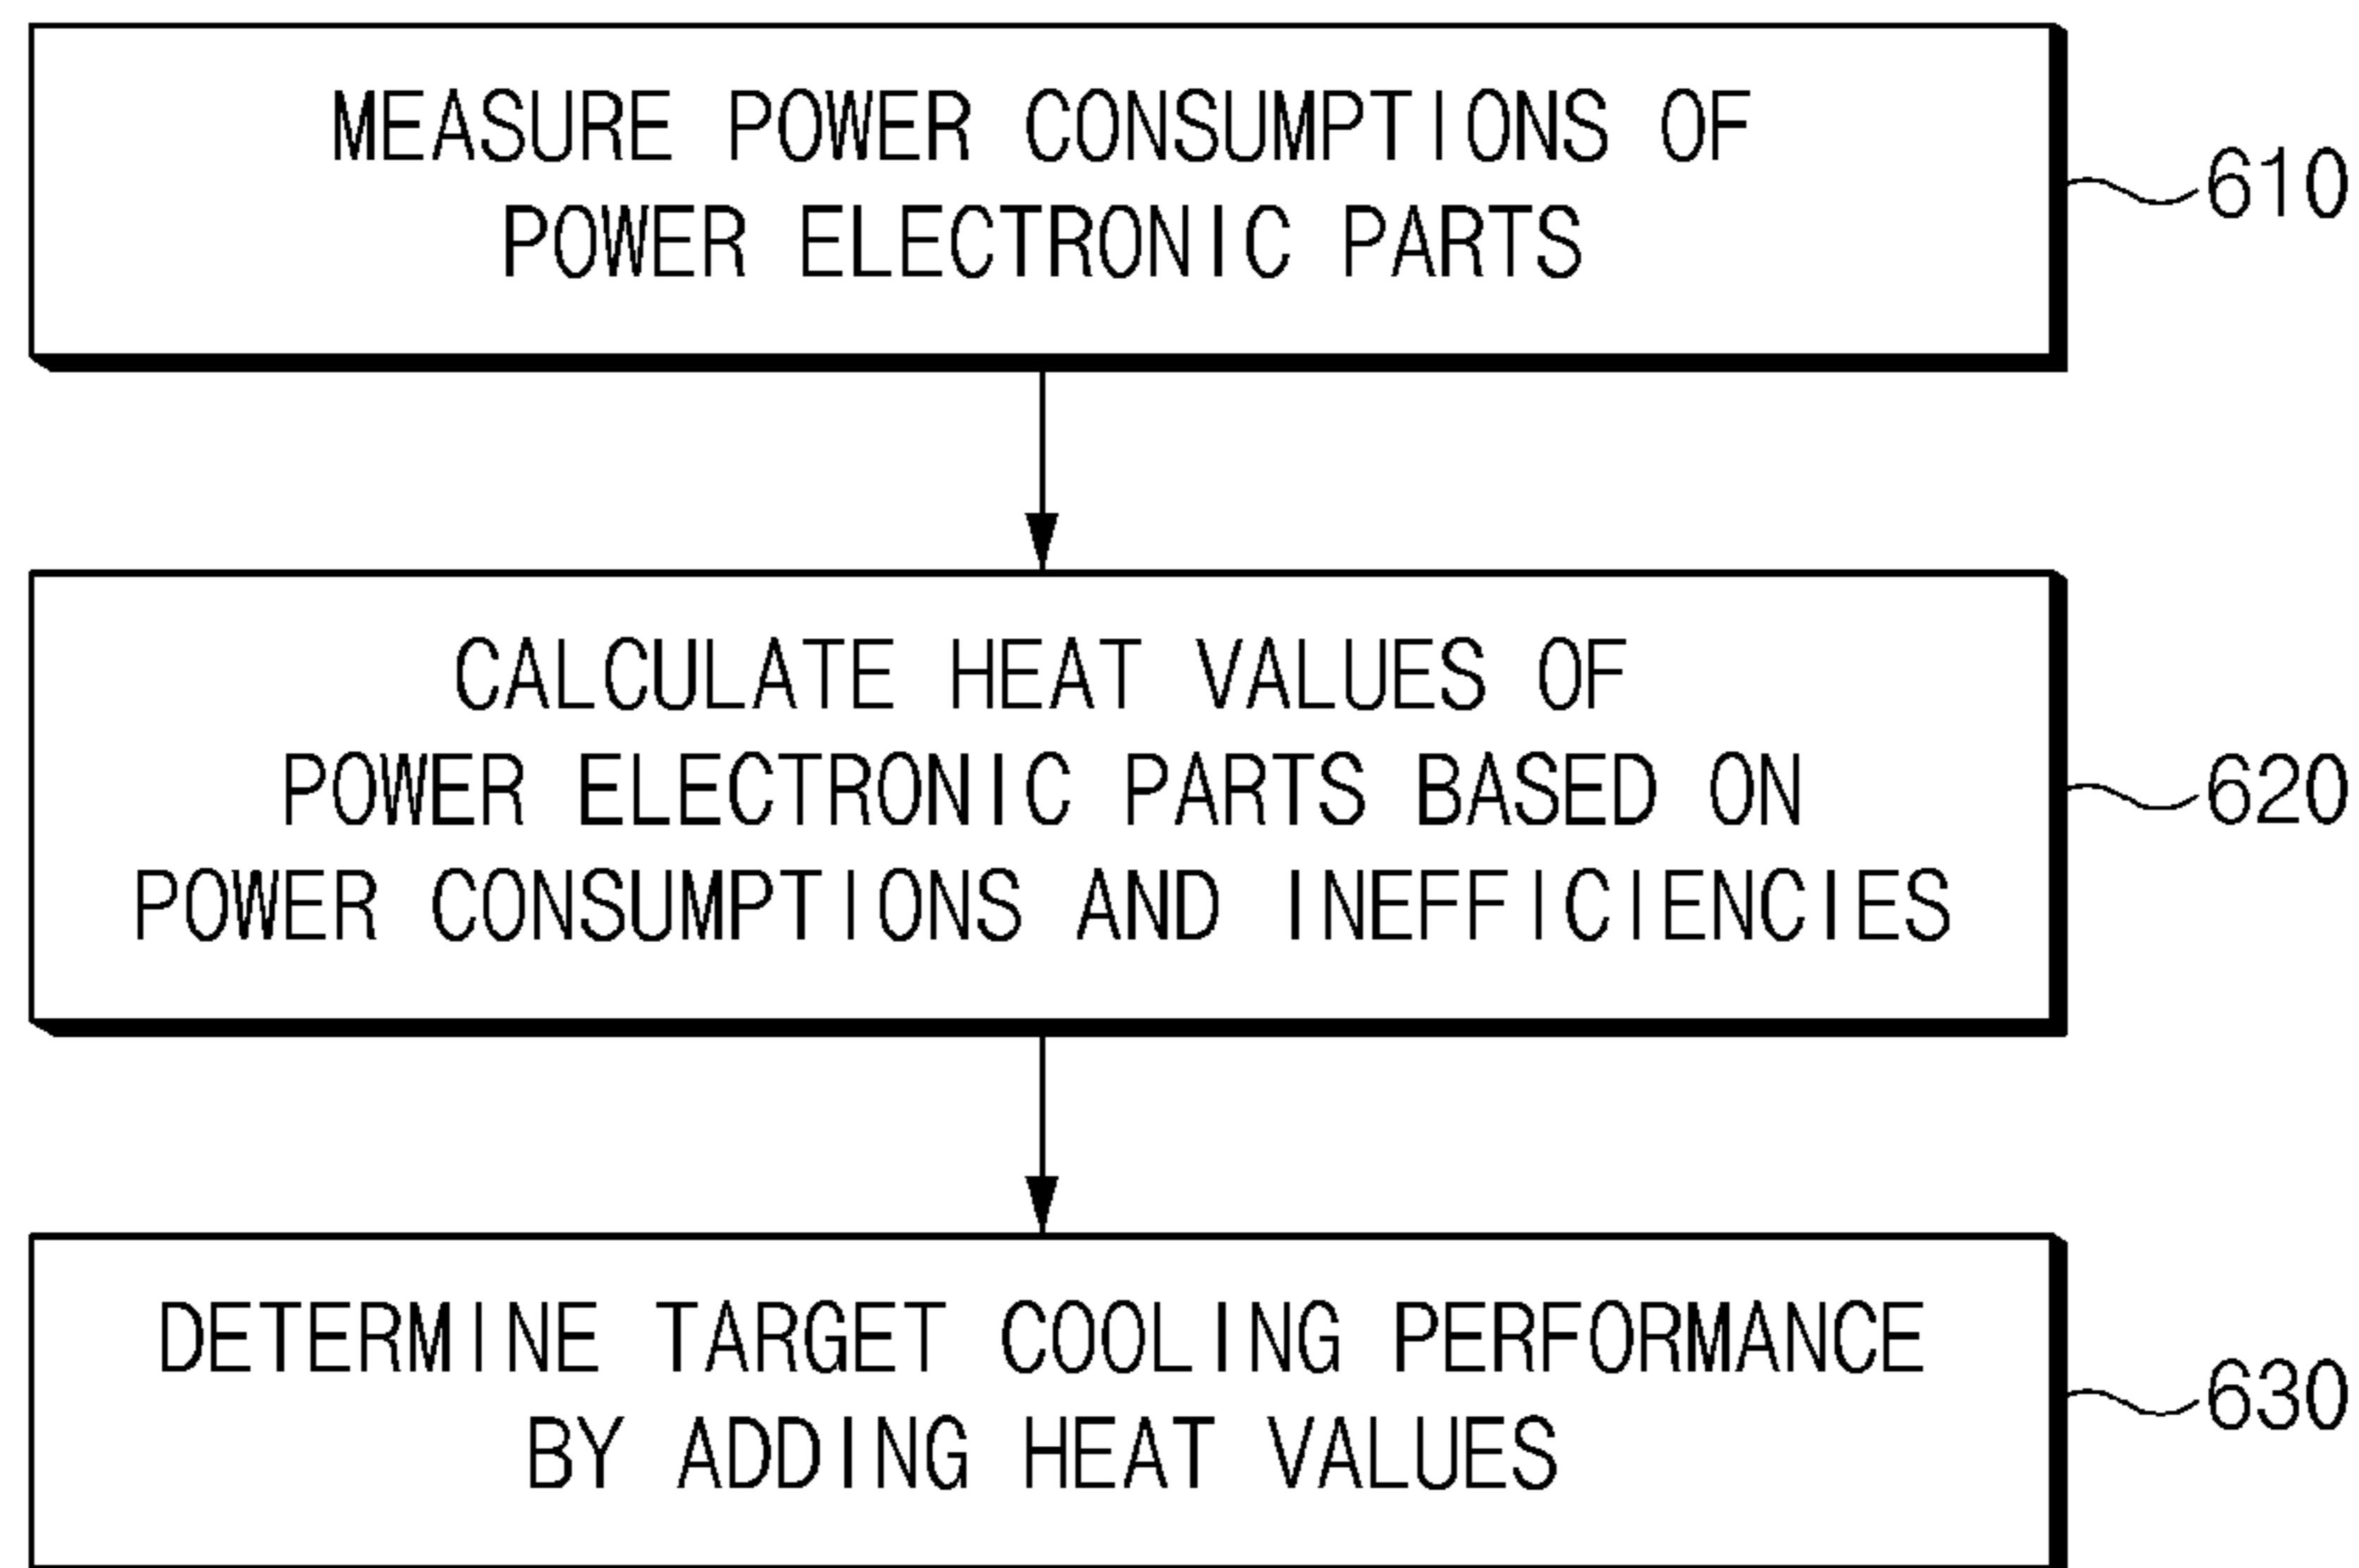 MEASURE POWER CONSUMPTIONS OF
POWER ELECTRONIC PARTS
610
CALCULATE HEAT VALUES OF
POWER ELECTRONIC PARTS BASED ON
POWER CONSUMPTIONS AND INEFFICIENCIES
620
DETERMINE TARGET COOLING PERFORMANCE
BY ADDING HEAT VALUES
630